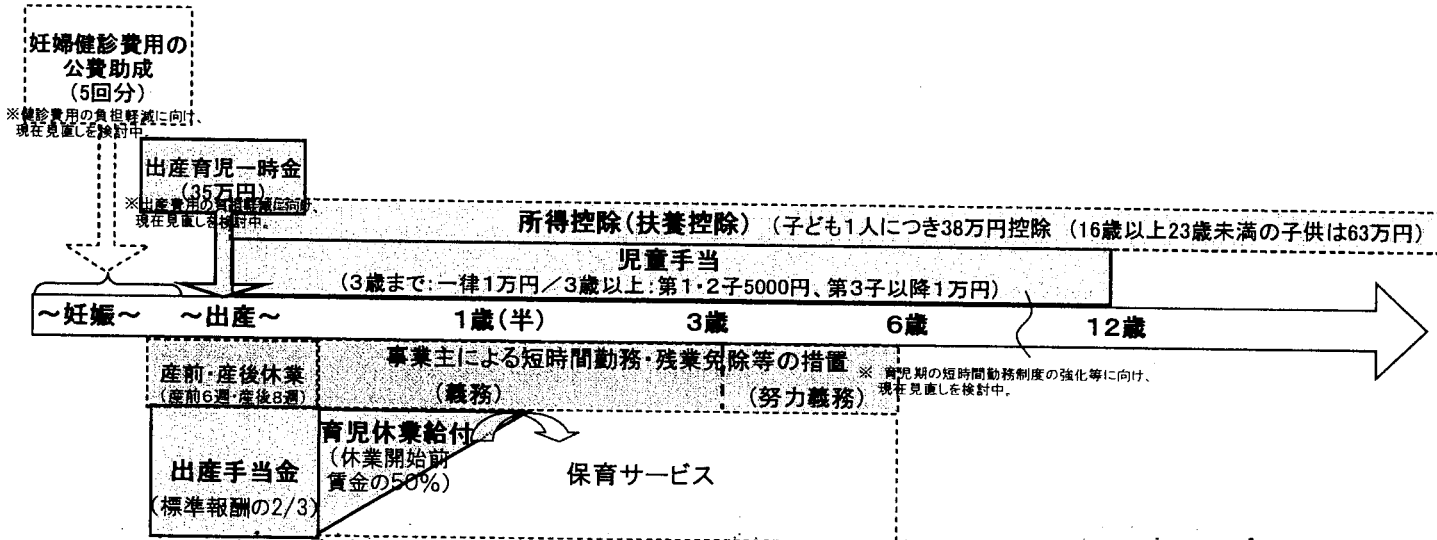 妊婦健診費用の
公費助成
(5回分)
※健診費用の負担軽減に向け、
現在見直しを検討中。
出産育児一時金
(35万円)
※出産費用の負担軽減に向け、
現在見直しを検討中。
所得控除(扶養控除) (子ども1人につき38万円控除 (16歳以上23歳未満の子供は63万円)
児童手当
(3歳まで:一律1万円/3歳以上:第1・2子5000円、第3子以降1万円)
~妊娠~ ~出産~ 1歳(半) 3歳 6歳 12歳
産前・産後休業
(産前6週・産後8週)
事業主による短時間勤務・残業免除等の措置
(義務) (努力義務)
※ 育児期の短時間勤務制度の強化等に向け、
現在見直しを検討中。
出産手当金
(標準報酬の2/3)
育児休業給付
(休業開始前
賃金の50%)
保育サービス